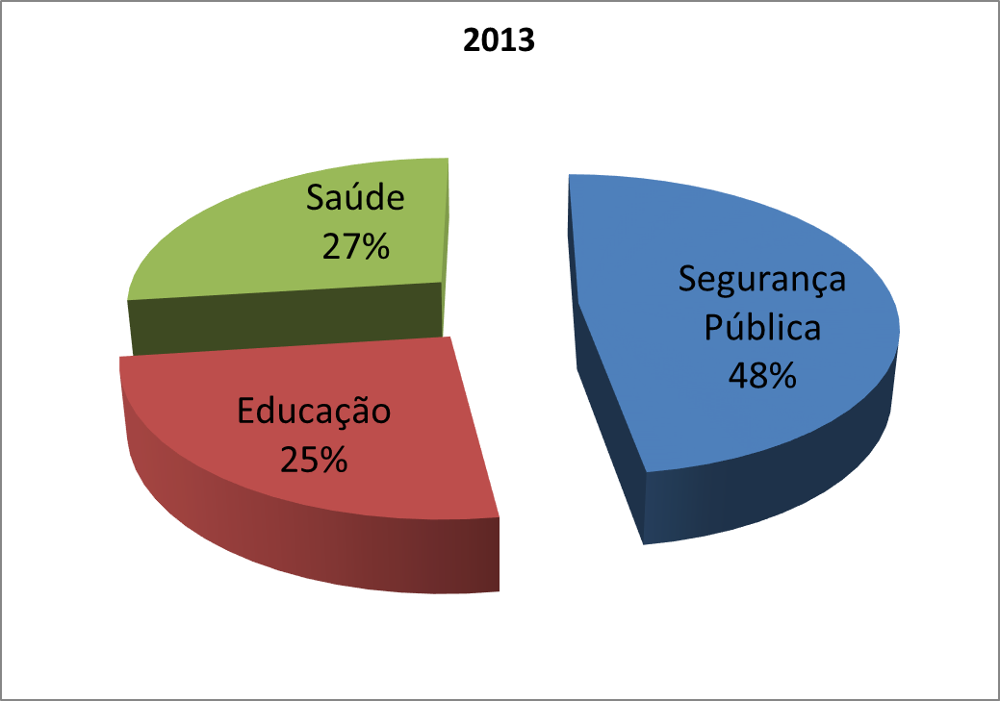 2013
Saúde
27%
Segurança
Pública
48%
Educação
25%